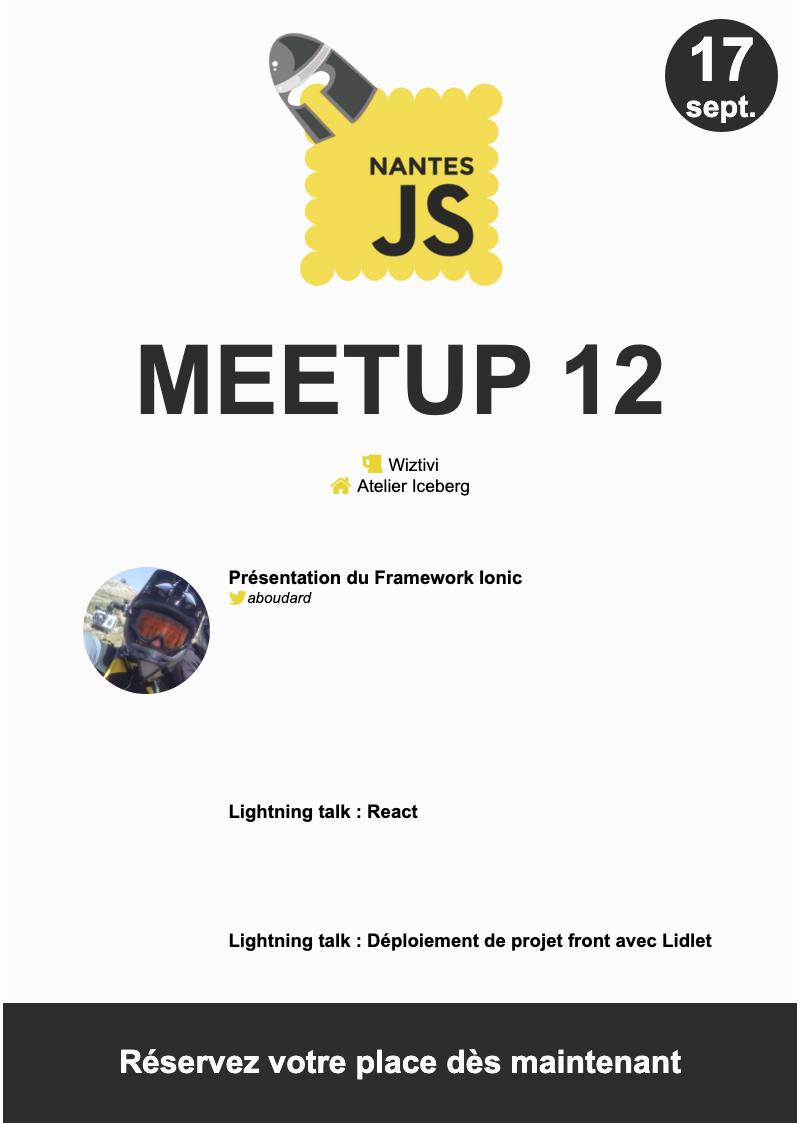 17
sept.
NANTES
JS
MEETUP 12
Wiztivi
Atelier Iceberg
Présentation du Framework Ionic
aboudard
Lightning talk : React
Lightning talk : Déploiement de projet front avec Lidlet
Réservez votre place dès maintenant